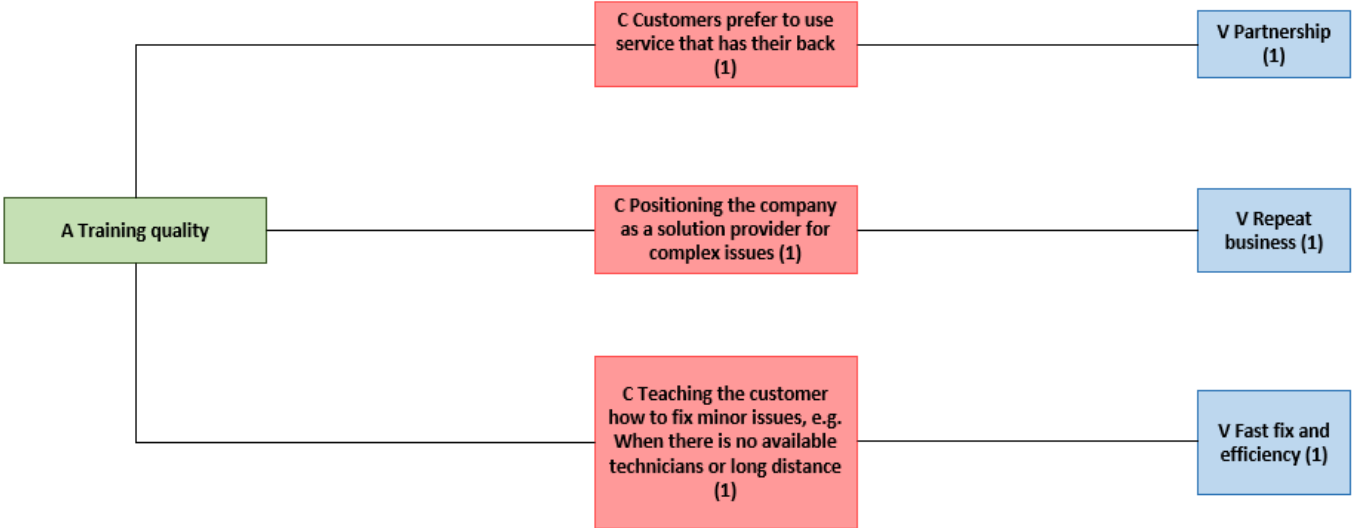 C Customers prefer to use
service that has their back
(1)
V Partnership
(1)
A Training quality
C Positioning the company
as a solution provider for
complex issues (1)
V Repeat
business (1)
C Teaching the customer
how to fix minor issues, e.g.
When there is no available
technicians or long distance
(1)
V Fast fix and
efficiency (1)